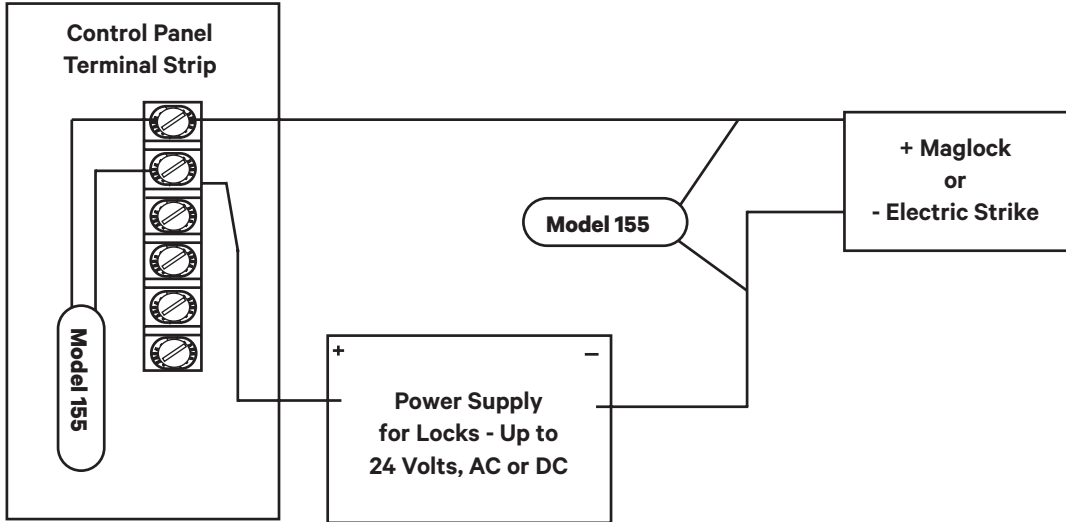 Control Panel
Terminal Strip
+ Maglock
or
- Electric Strike
Model 155
Model 155
+
–
Power Supply
for Locks - Up to
24 Volts, AC or DC